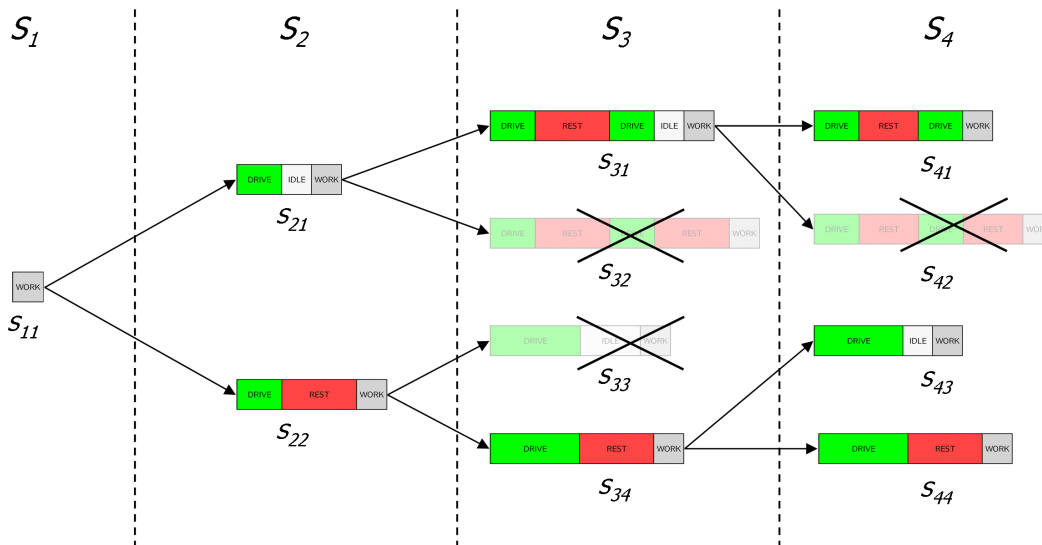 S1 S2 S3 S4
DRIVE REST DRIVE IDLE WORK
DRIVE REST DRIVE WORK
s31
s41
DRIVE IDLE WORK
s21
DRIVE REST REST WORK
DRIVE REST REST
s32
s42
WORK
s11
DRIVE WORK
DRIVE IDLE WORK
s33
s43
DRIVE REST WORK
s22
DRIVE REST WORK
DRIVE REST WORK
s34
s44